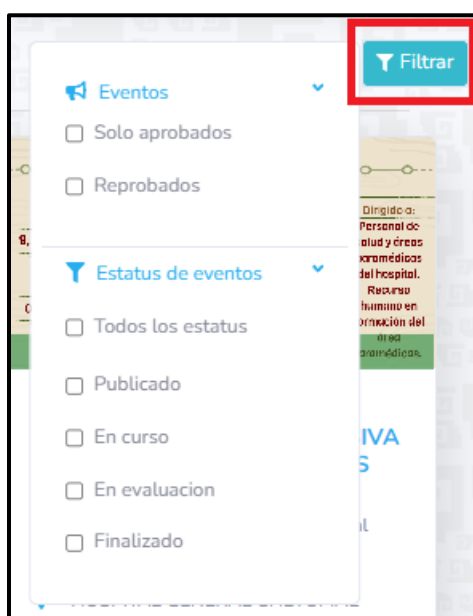 Filtrar
Eventos
Solo aprobados
Reprobados
Estatus de eventos
Todos los estatus
Publicado
En curso
En evaluacion
Finalizado
Dirigido a:
Personal de
salud y áreas
paramédicas
del hospital.
Recurso
humano en
formación del
área
paramédicas.
IVA
S